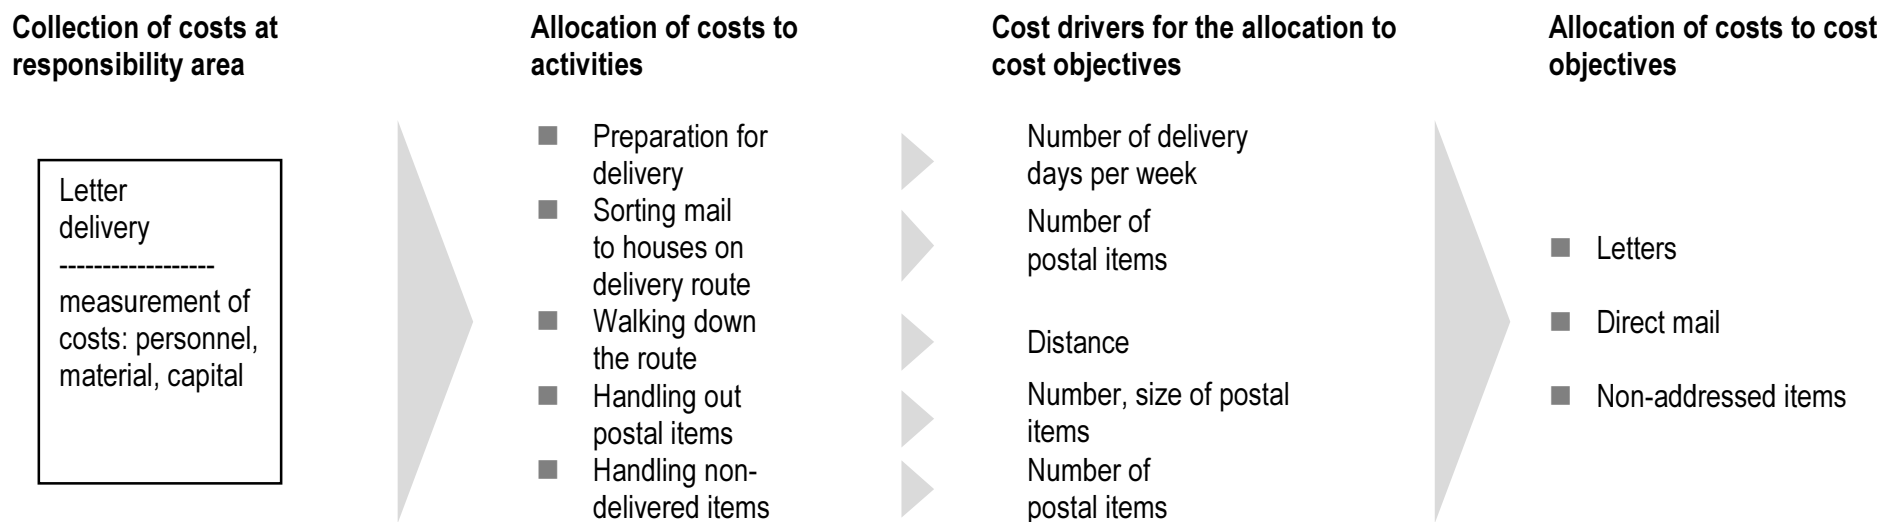 Collection of costs at
responsibility area
Letter
delivery
------------------
measurement of
costs: personnel,
material, capital
Allocation of costs to
activities
■ Preparation for
delivery
■ Sorting mail
to houses on
delivery route
■ Walking down
the route
■ Handling out
postal items
■ Handling non-
delivered items
Cost drivers for the allocation to
cost objectives
Number of delivery
days per week
Number of
postal items
Distance
Number, size of postal
items
Number of
postal items
Allocation of costs to cost
objectives
■ Letters
■ Direct mail
■ Non-addressed items